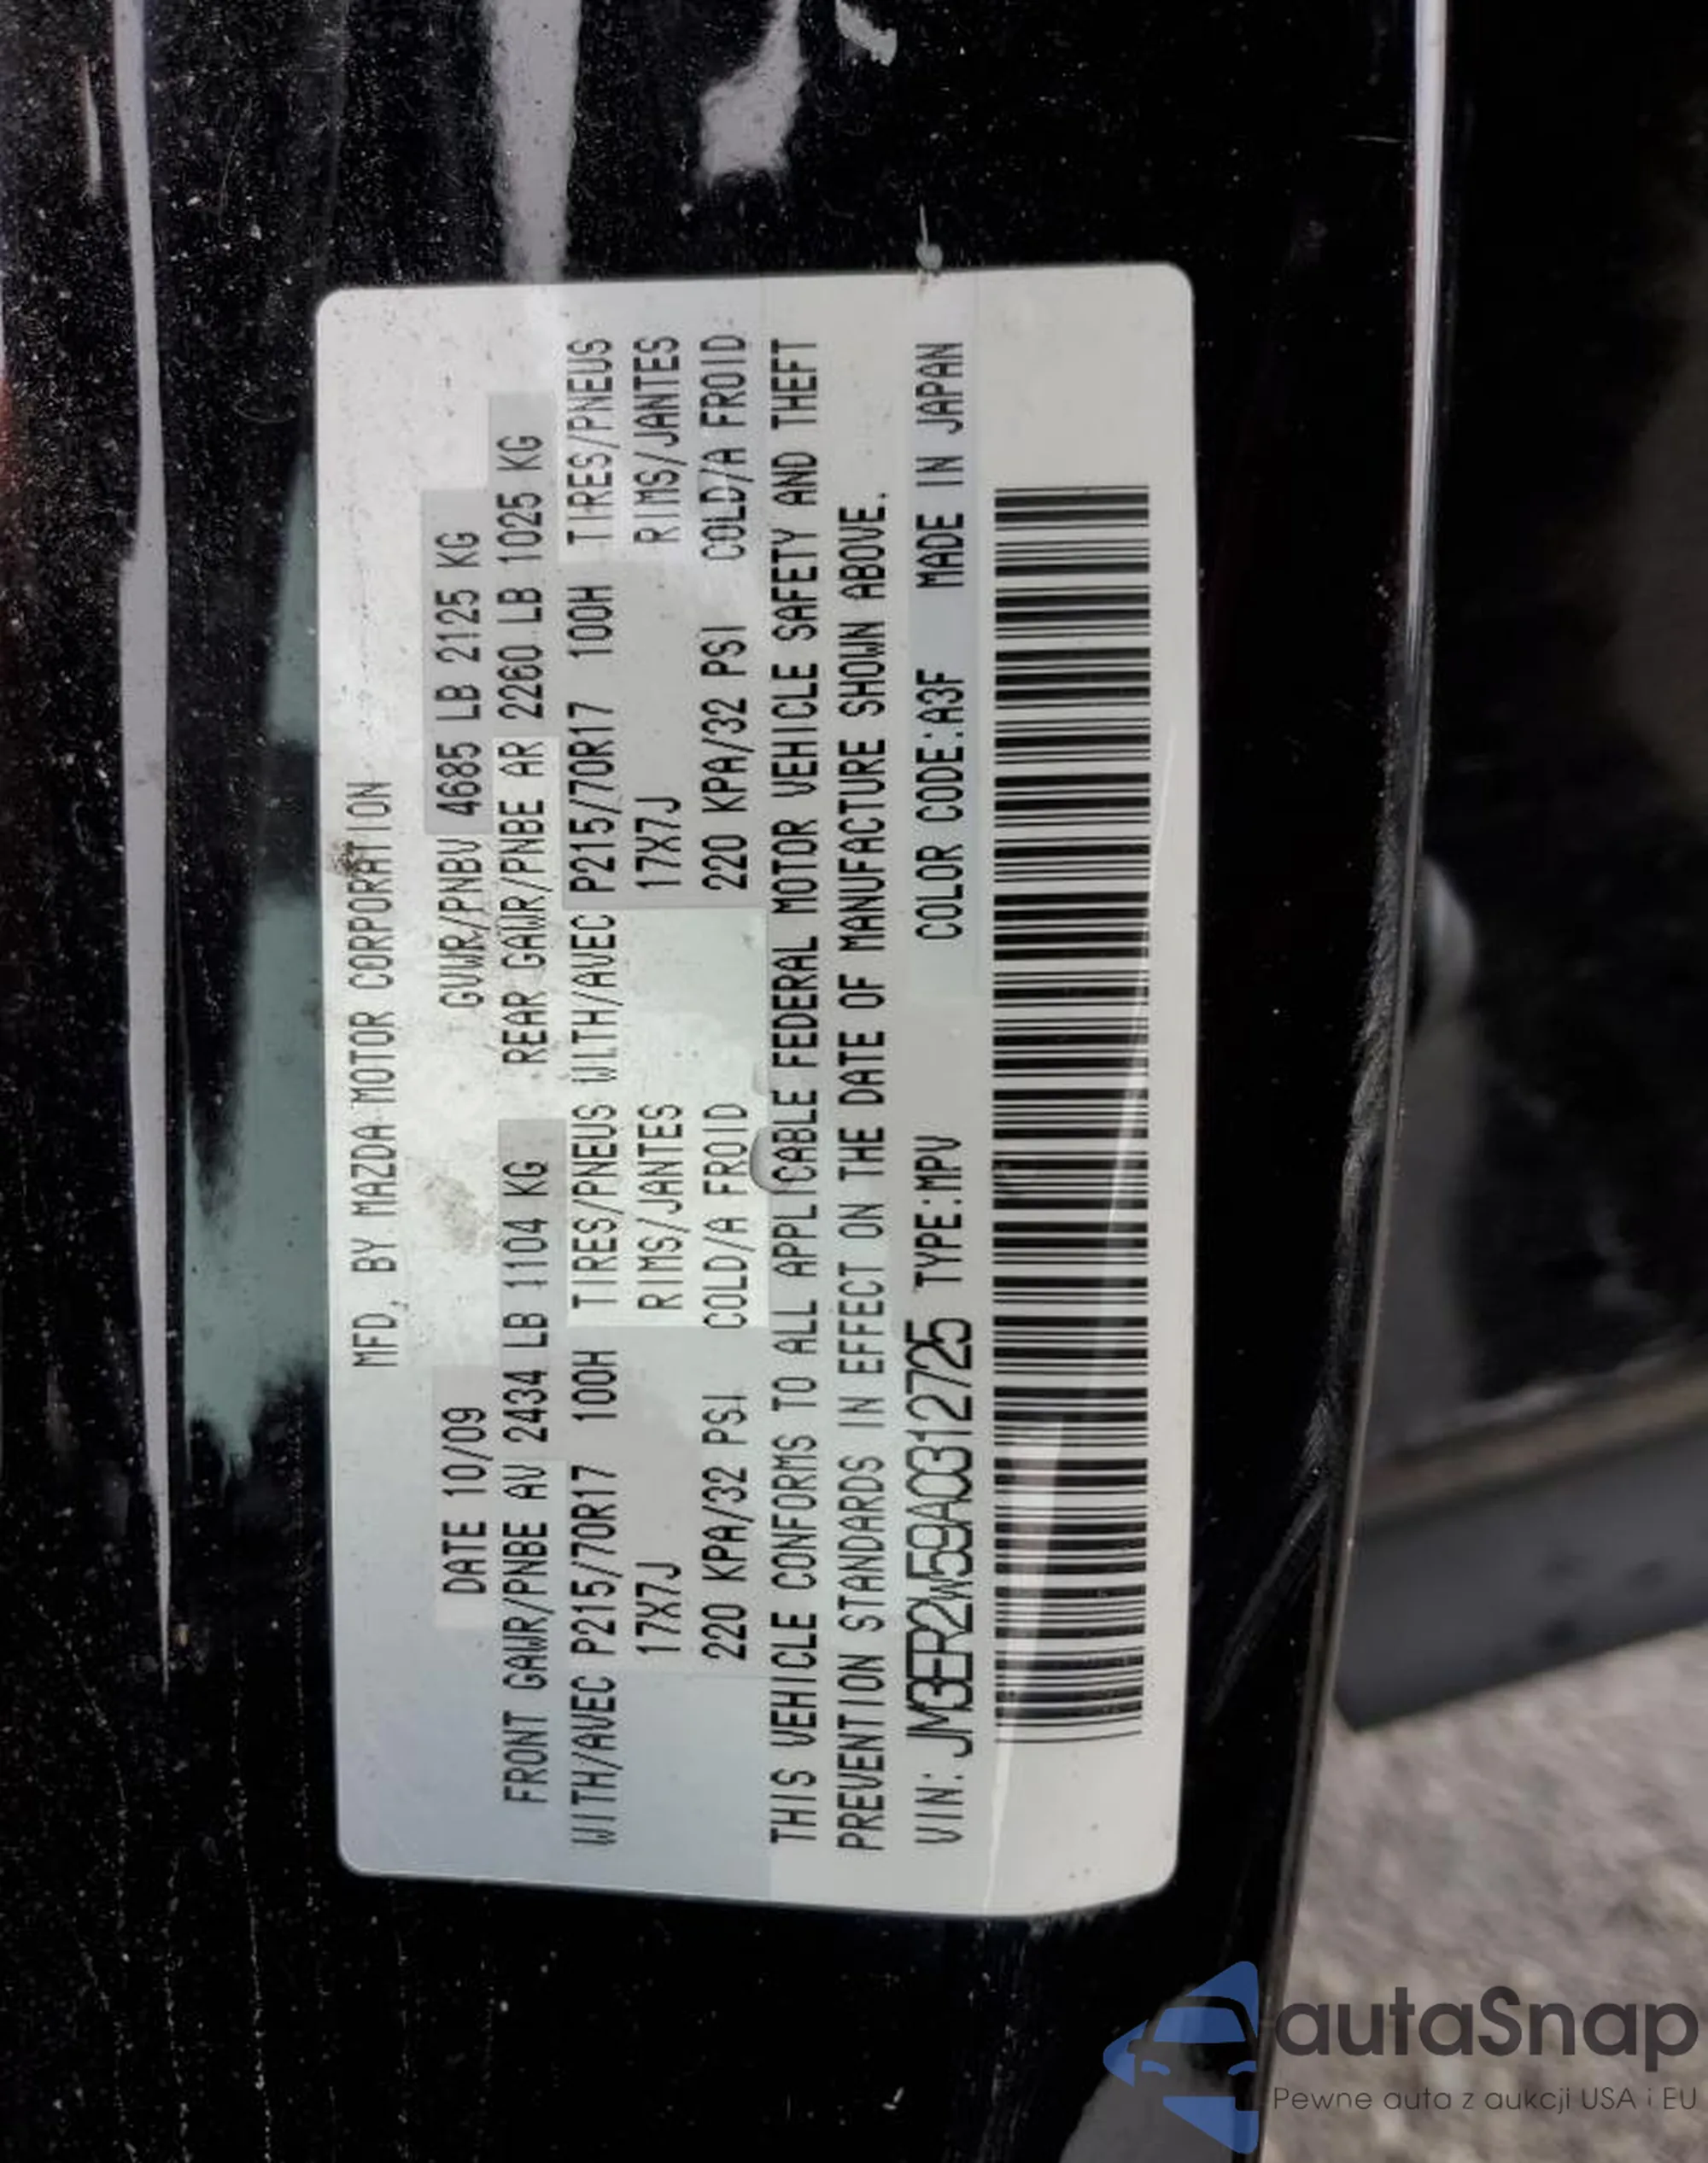 MFD. BY MAZDA MOTOR CORPORATION
DATE 10/09 GVWR/PNBV 4685 LB 2125 KG
FRONT GAWR/PNBE AV 2434 LB 1104 KG REAR GAWR/PNBE AR 2260 LB 1025 KG
WITH/AVEC P215/70R17 100H TIRES/PNEUS WITH/AVEC P215/70R17 100H TIRES/PNEUS
17X7J RIMS/JANTES 17X7J RIMS/JANTES
220 KPA/32 PSI COLD/A FROID 220 KPA/32 PSI COLD/A FROID
THIS VEHICLE CONFORMS TO ALL APPLICABLE FEDERAL MOTOR VEHICLE SAFETY AND THEFT
PREVENTION STANDARDS IN EFFECT ON THE DATE OF MANUFACTURE SHOWN ABOVE.
VIN: JM3ER2W59A0312725 TYPE:MPV COLOR CODE:A3F MADE IN JAPAN
autaSnap
Pewne auta z aukcji USA i EU